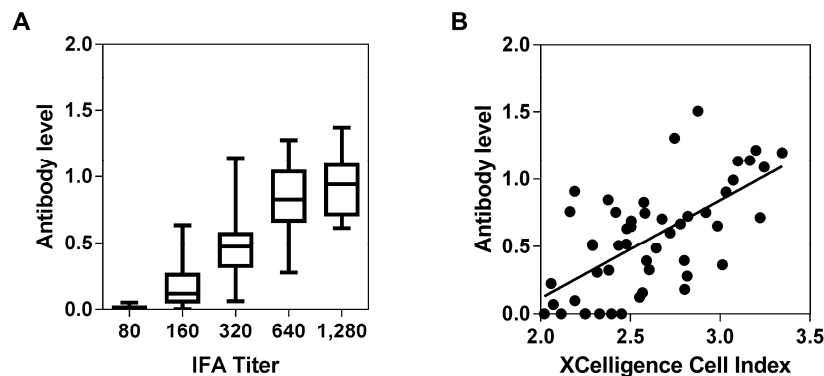 A
Antibody level
2.0
1.5
1.0
0.5
0.0
80 160 320 640 1,280
IFA Titer
B
Antibody level
2.0
1.5
1.0
0.5
0.0
2.0 2.5 3.0 3.5
XCelligence Cell Index